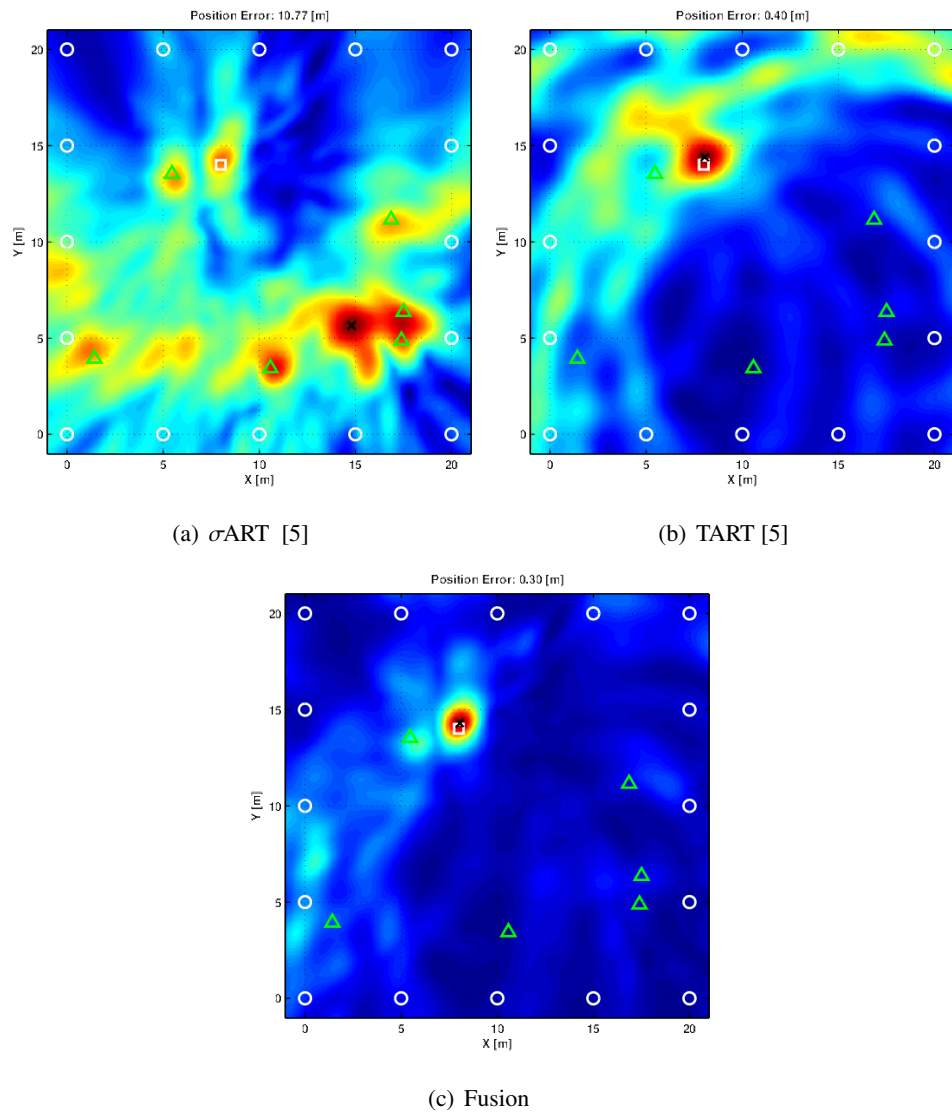 Position Error: 10.77 [m]
20
15
10
5
0
Y [m]
0 5 10 15 20
X [m]
(a) σART [5]
Position Error: 0.40 [m]
20
15
10
5
0
Y [m]
0 5 10 15 20
X [m]
(b) TART [5]
Position Error: 0.30 [m]
20
15
10
5
0
Y [m]
0 5 10 15 20
X [m]
(c) Fusion